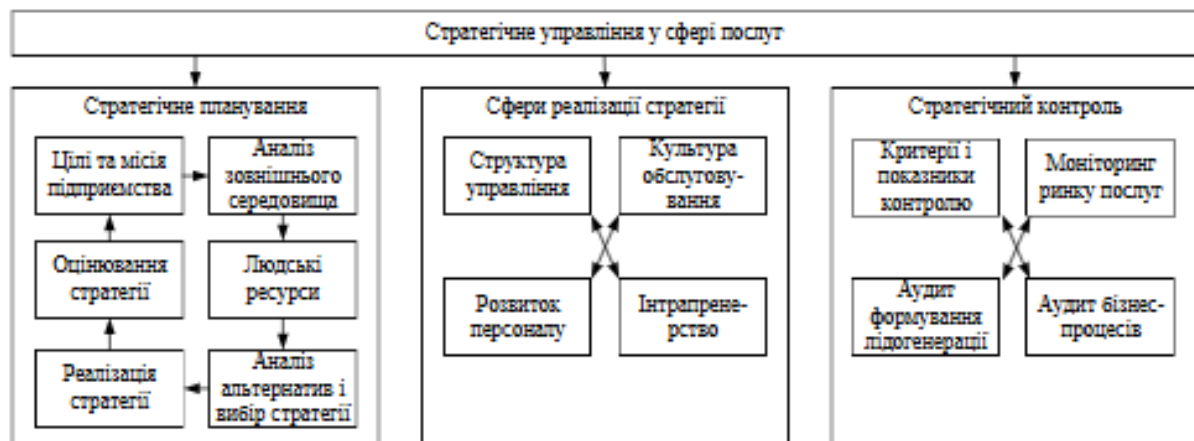 Стратегічне управління у сфері послуг
Стратегічне планування
Цілі та місія
підприємства
Аналіз
зовнішнього
середовища
Оцінювання
стратегії
Людські
ресурси
Реалізація
стратегії
Аналіз
альтернатив і
вибір стратегії
Сфери реалізації стратегії
Структура
управління
Культура
обслугову-
вання
Розвиток
персоналу
Інтрапрене-
рство
Стратегічний контроль
Критерії і
показники
контролю
Моніторинг
ринку послуг
Аудит
формування
лідогенерації
Аудит бізнес-
процесів